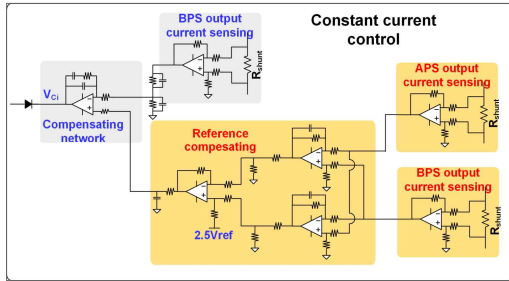 BPS output
current sensing
Constant current
control
Rshunt
VCi
APS output
current sensing
Rshunt
Compensating
network
Reference
compesating
BPS output
current sensing
2.5Vref
Rshunt